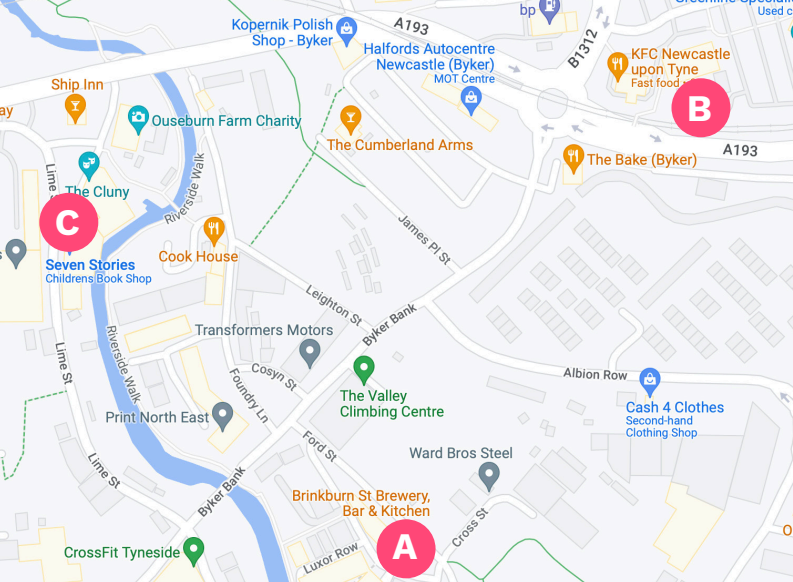 Kopernik Polish
Shop - Byker
A193
bp
B1312
Used c
Halfords Autocentre
Newcastle (Byker)
MOT Centre
KFC Newcastle
upon Tyne
Fast food
B
Ship Inn
Ouseburn Farm Charity
The Cumberland Arms
A193
The Bake (Byker)
Lime
The Cluny
Riverside Walk
C
James Pl St
Cook House
Seven Stories
Childrens Book Shop
Leighton St
Byker Bank
Transformers Motors
Riverside Walk
Lime St
Cosyn St
Foundry Ln
The Valley
Climbing Centre
Albion Row
Cash 4 Clothes
Second-hand
Clothing Shop
Print North East
Ford St
Ward Bros Steel
Lime St
Byker Bank
Brinkburn St Brewery,
Bar & Kitchen
A
Cross St
CrossFit Tyneside
Luxor Row